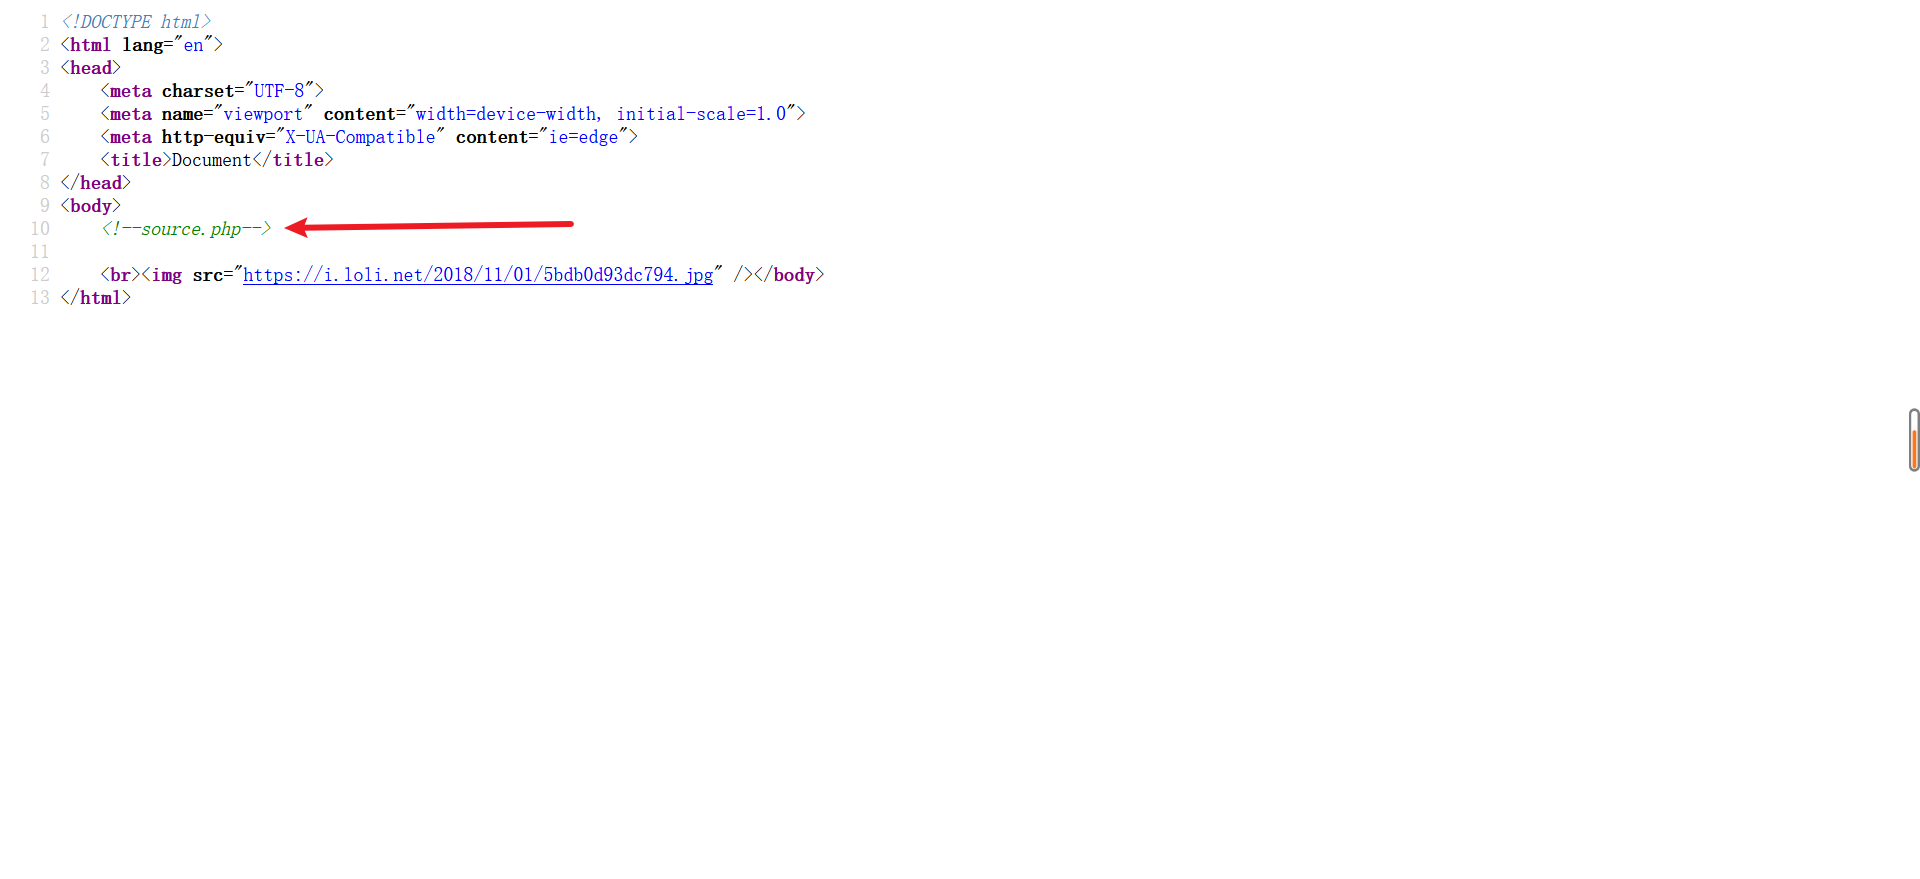 1 <!DOCTYPE html>
2 <html lang="en">
3 <head>
4     <meta charset="UTF-8">
5     <meta name="viewport" content="width=device-width, initial-scale=1.0">
6     <meta http-equiv="X-UA-Compatible" content="ie=edge">
7     <title>Document</title>
8 </head>
9 <body>
10     <!--source.php-->
11
12     <br><img src="https://i.loli.net/2018/11/01/5bdb0d93dc794.jpg" /></body>
13 </html>